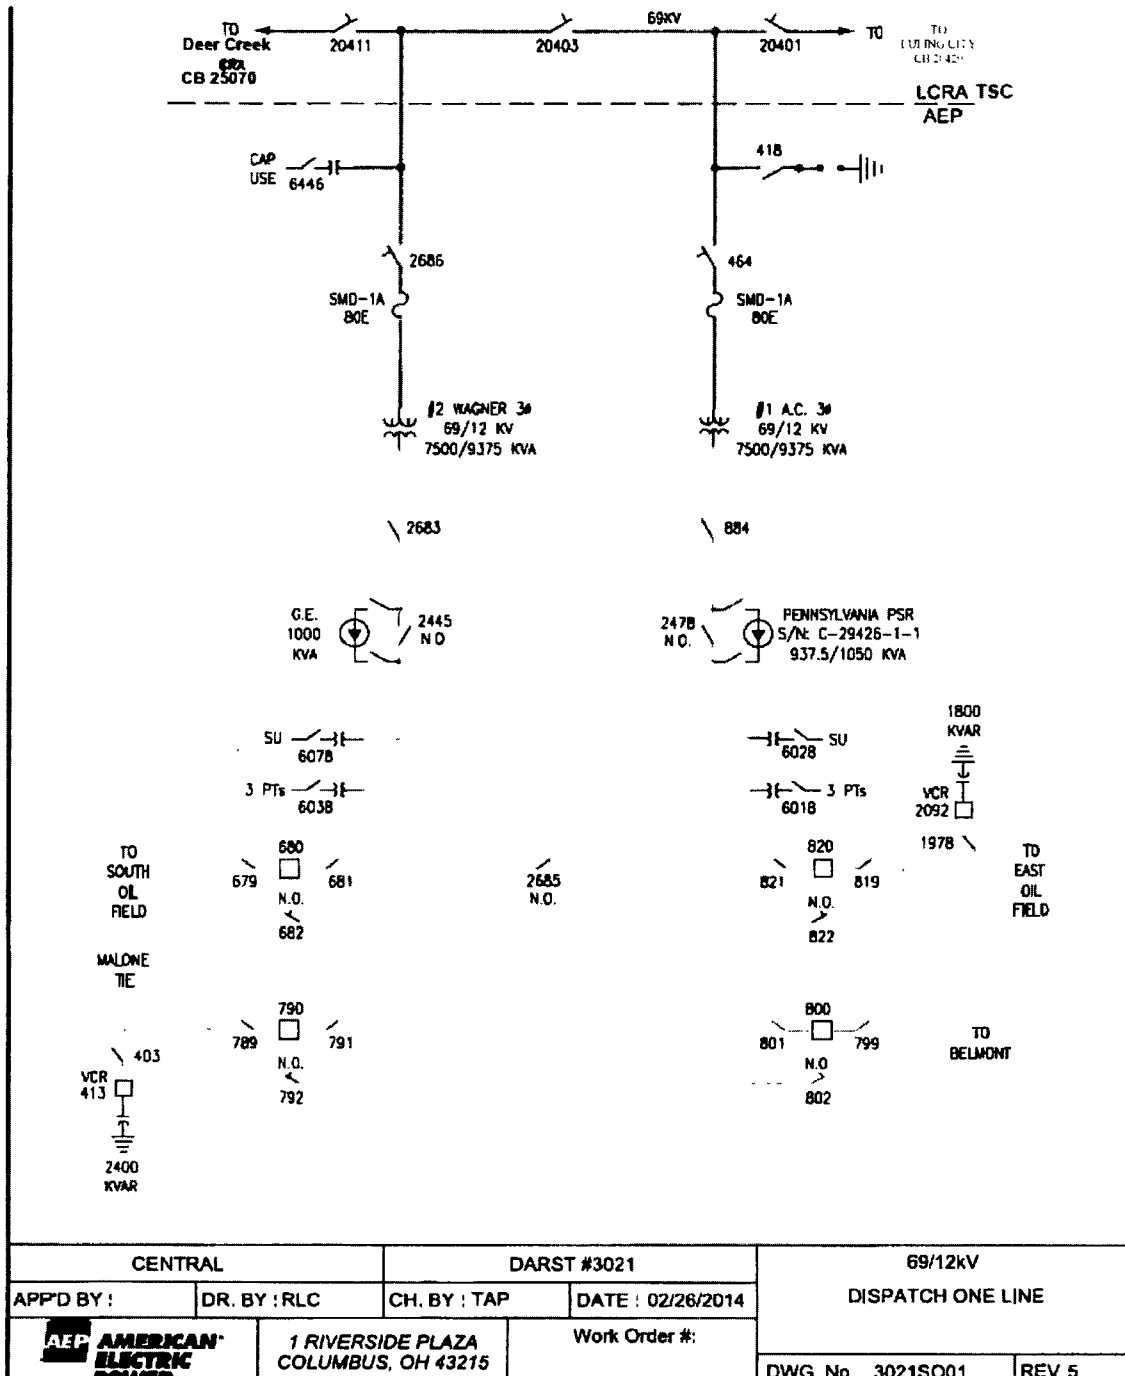 69KV
TO
Deer Creek
CB 25070
20411
20403
20401
TO
TO
LULING CITY
LCRA TSC
AEP
CAP
USE
6446
418
2686
464
SMD-1A
80E
SMD-1A
80E
#2 WAGNER 3ø
69/12 KV
7500/9375 KVA
#1 A.C. 3ø
69/12 KV
7500/9375 KVA
2683
884
G.E.
1000
KVA
2445
N O
2478
N O.
PENNSYLVANIA PSR
S/N: C-29426-1-1
937.5/1050 KVA
1800
KVAR
SU
6078
6028
SU
3 PTs
6038
6018
3 PTs
VCR
2092
1978
TO
SOUTH
OIL
FIELD
680
679
681
N.O.
682
2685
N.O.
820
821
819
N.O.
822
TO
EAST
OIL
FIELD
MALONE
TIE
790
789
791
N.O.
792
800
801
799
N.O
802
TO
BELMONT
403
VCR
413
2400
KVAR
CENTRAL
DARST #3021
69/12kV
DISPATCH ONE LINE
APP'D BY :
DR. BY : RLC
CH. BY : TAP
DATE : 02/26/2014
AEP AMERICAN
ELECTRIC
POWER
1 RIVERSIDE PLAZA
COLUMBUS, OH 43215
Work Order #:
DWG. No. 3021SO01
REV 5